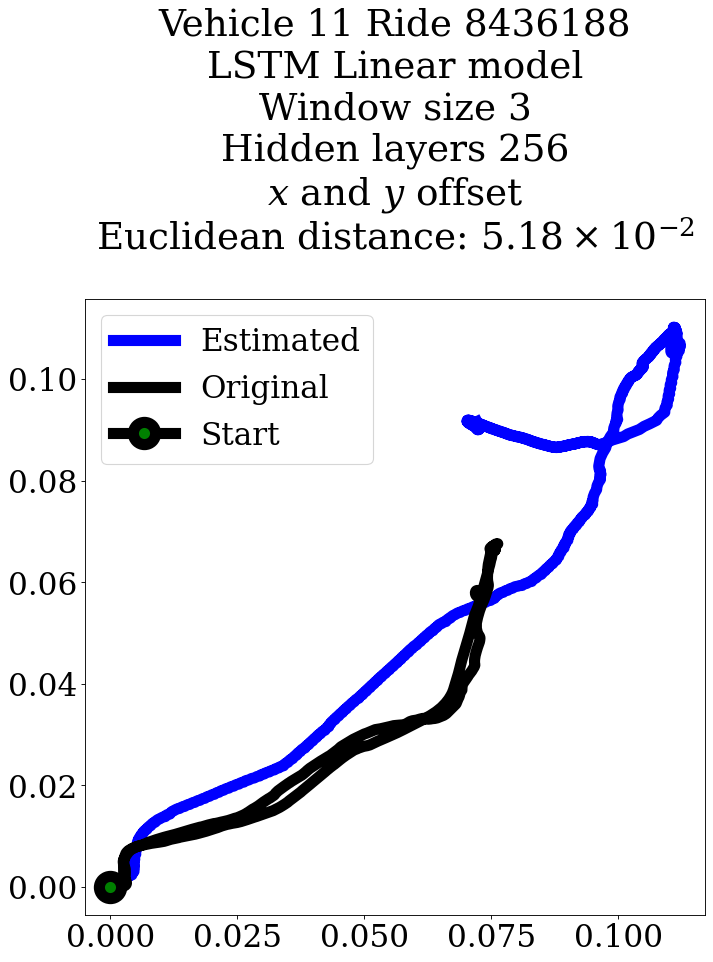 Vehicle 11 Ride 8436188
LSTM Linear model
Window size 3
Hidden layers 256
x and y offset
Euclidean distance: 5.18 × 10⁻²
Estimated
Original
Start
0.10
0.08
0.06
0.04
0.02
0.00
0.000 0.025 0.050 0.075 0.100